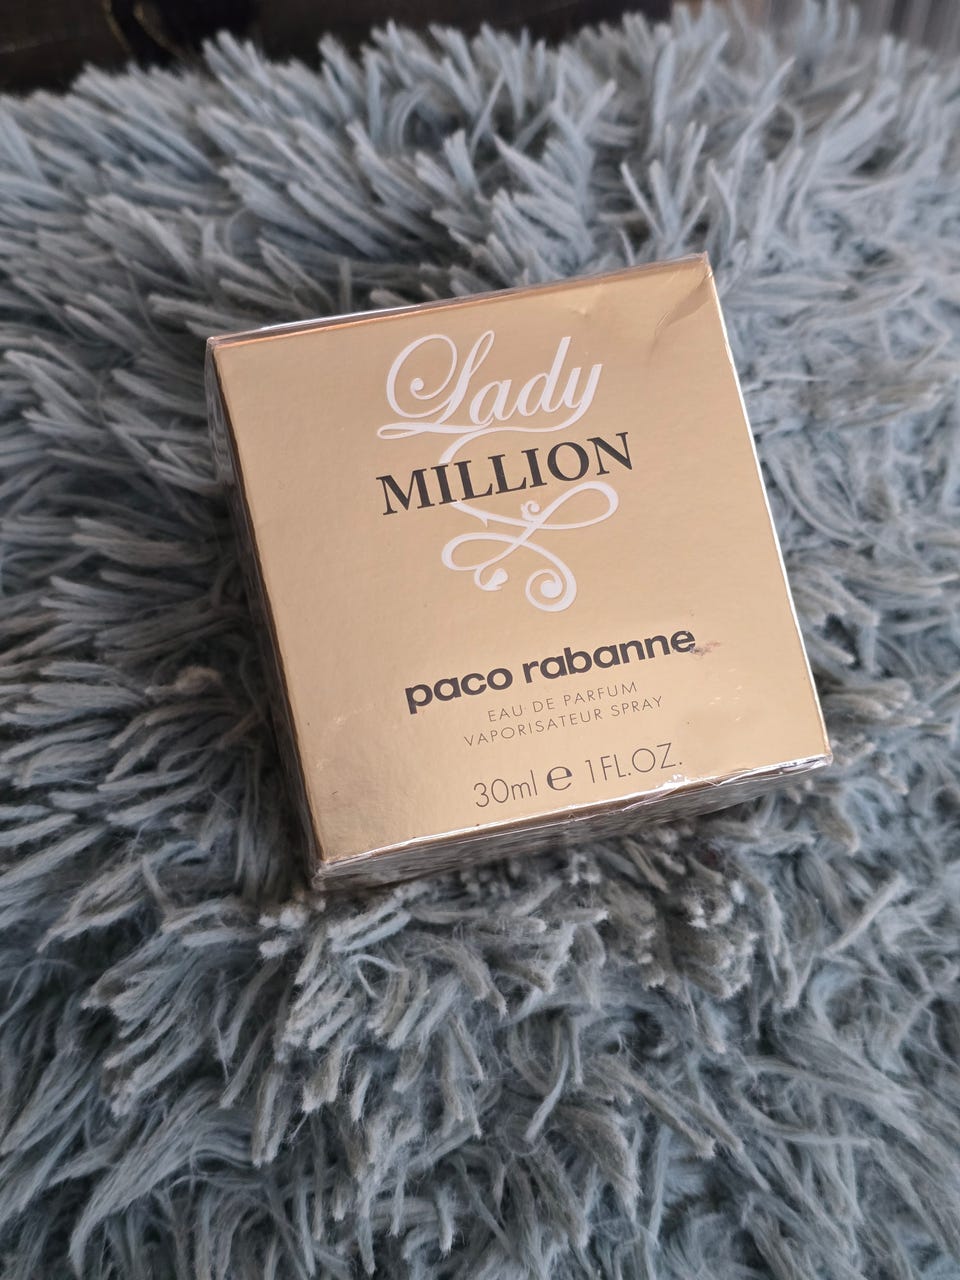 Lady
MILLION
paco rabanne
EAU DE PARFUM
VAPORISATEUR SPRAY
30ml ℮ 1FL.OZ.